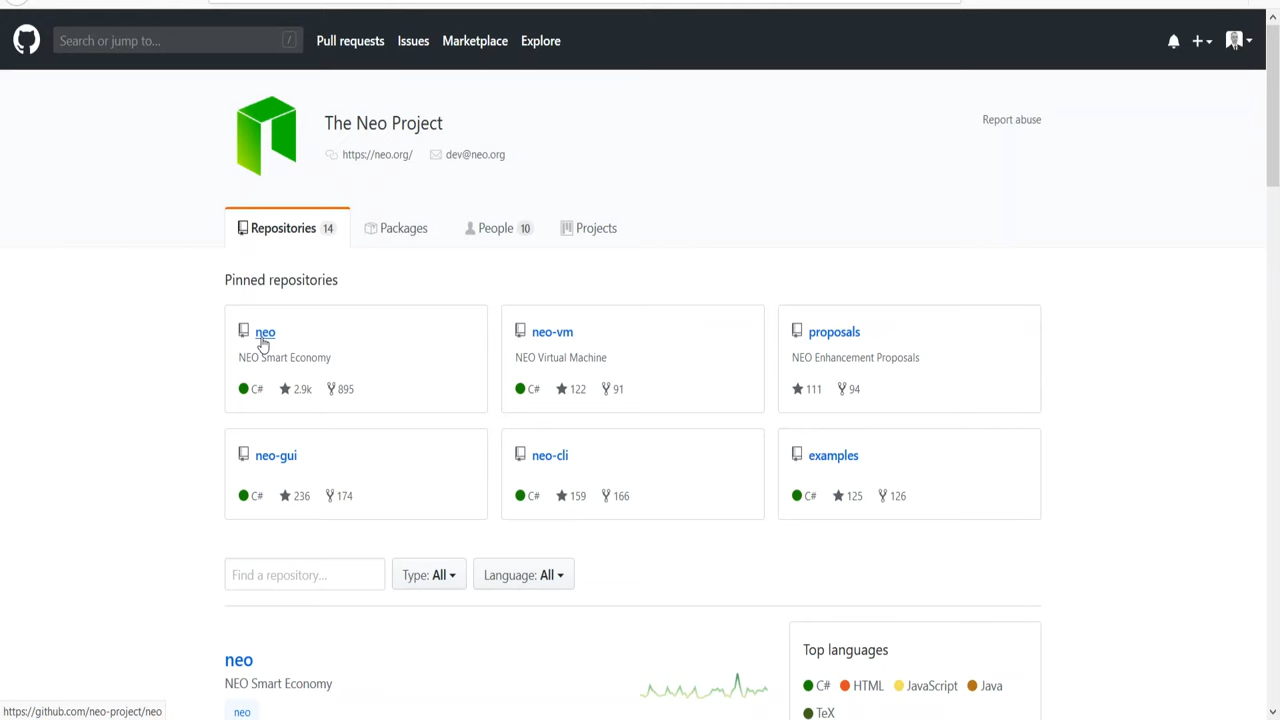 Search or jump to... /
Pull requests Issues Marketplace Explore
The Neo Project
Report abuse
https://neo.org/ dev@neo.org
Repositories 14 Packages People 10 Projects
Pinned repositories
neo
NEO Smart Economy
C# 2.9k 895
neo-vm
NEO Virtual Machine
C# 122 91
proposals
NEO Enhancement Proposals
111 94
neo-gui
C# 236 174
neo-cli
C# 159 166
examples
C# 125 126
Find a repository... Type: All Language: All
neo
NEO Smart Economy
neo
Top languages
C# HTML JavaScript Java
TeX
https://github.com/neo-project/neo